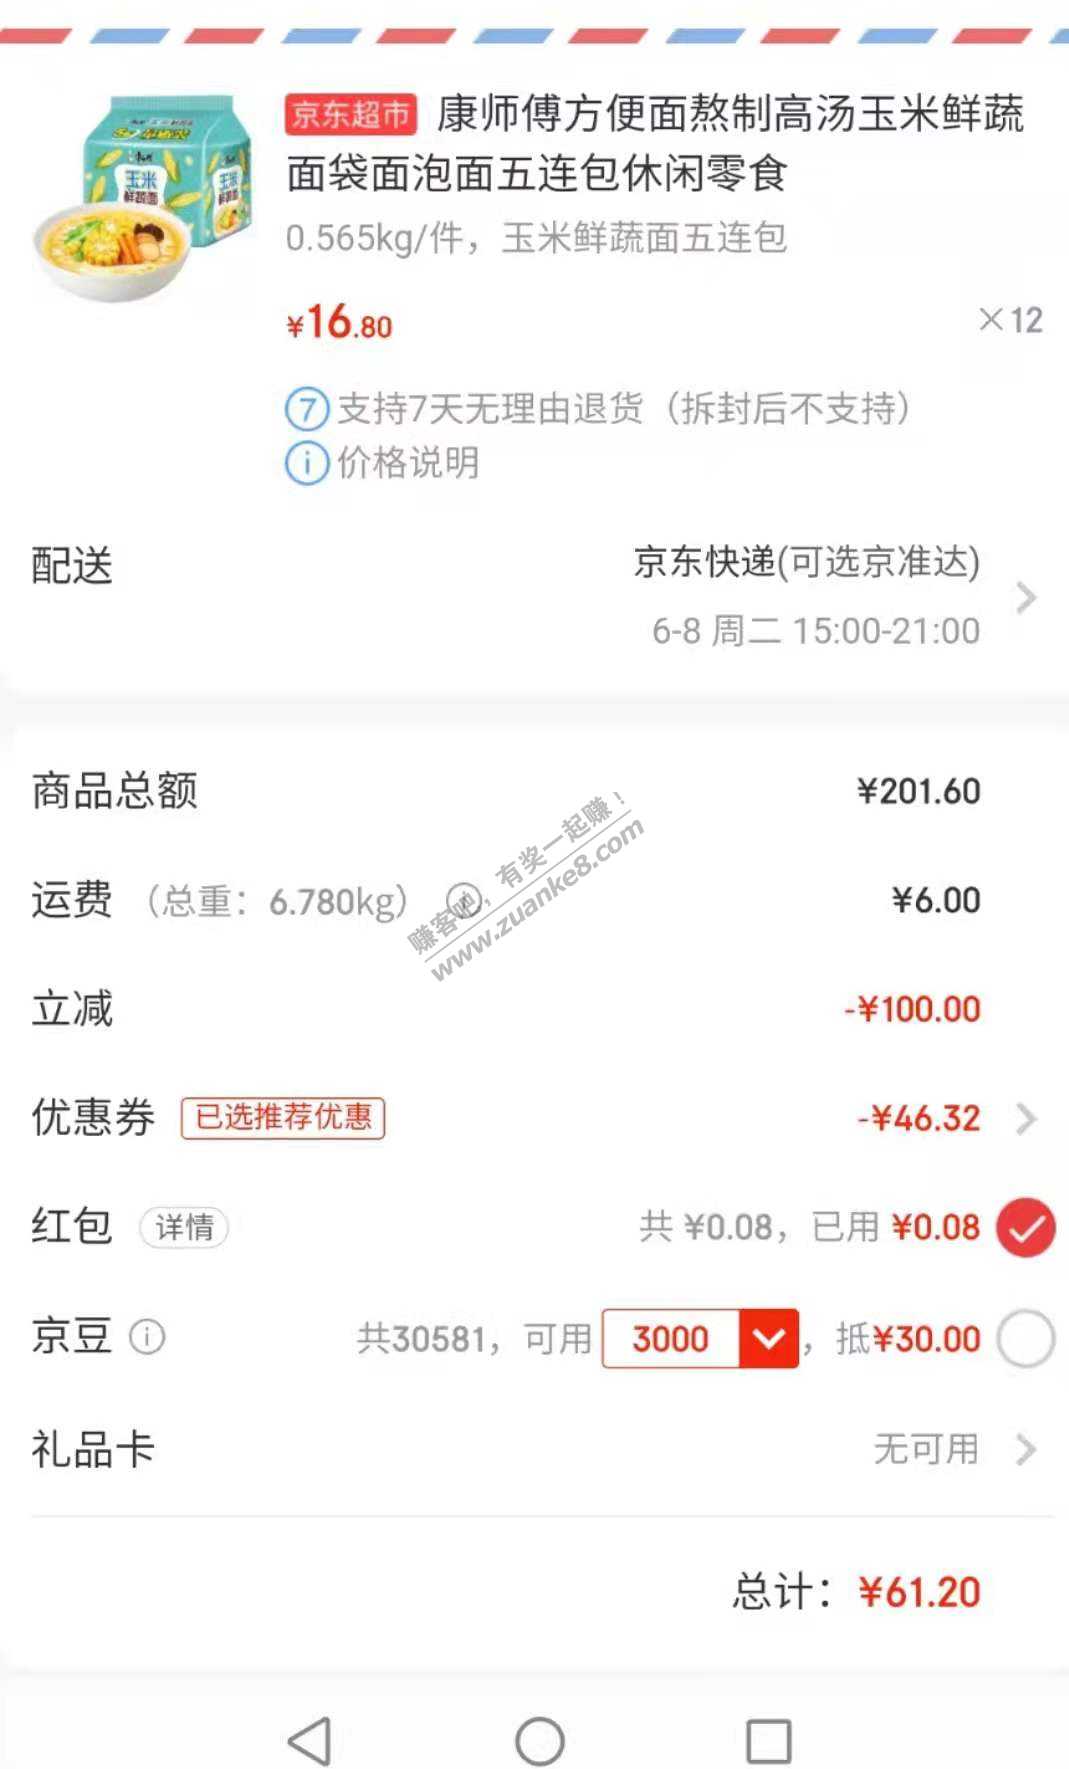 京东超市 康师傅方便面熬制高汤玉米鲜蔬
面袋面泡面五连包休闲零食
玉米
鲜蔬面
0.565kg/件，玉米鲜蔬面五连包
¥16.80
×12
7 支持7天无理由退货（拆封后不支持）
i 价格说明
配送
京东快递(可选京准达)
6-8 周二 15:00-21:00
商品总额 ¥201.60
运费 （总重：6.780kg） ¥6.00
赚客吧，有奖一起赚！
www.zuanke8.com
立减 -¥100.00
优惠券 已选推荐优惠 -¥46.32
红包 详情 共 ¥0.08，已用 ¥0.08
京豆 i 共30581，可用 3000 ，抵¥30.00
礼品卡 无可用
总计：¥61.20